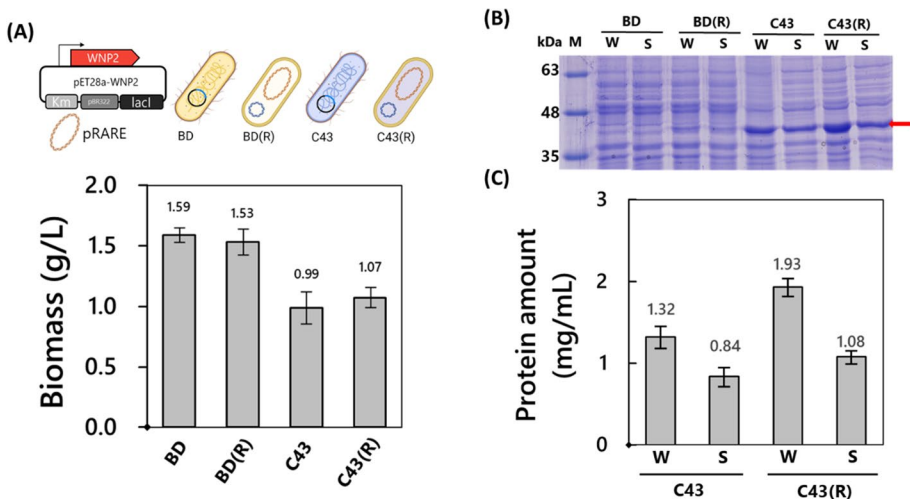 (A)
WNP2
pET28a-WNP2
Km pBR322 lacI
pRARE
BD BD(R) C43 C43(R)
Biomass (g/L)
2.0
1.5
1.0
0.5
0.0
1.59
1.53
0.99
1.07
BD BD(R) C43 C43(R)
(B)
BD BD(R) C43 C43(R)
kDa M W S W S W S W S
63
48
35
(C)
Protein amount
(mg/mL)
3
2
1
0
1.32
0.84
1.93
1.08
W S W S
C43 C43(R)